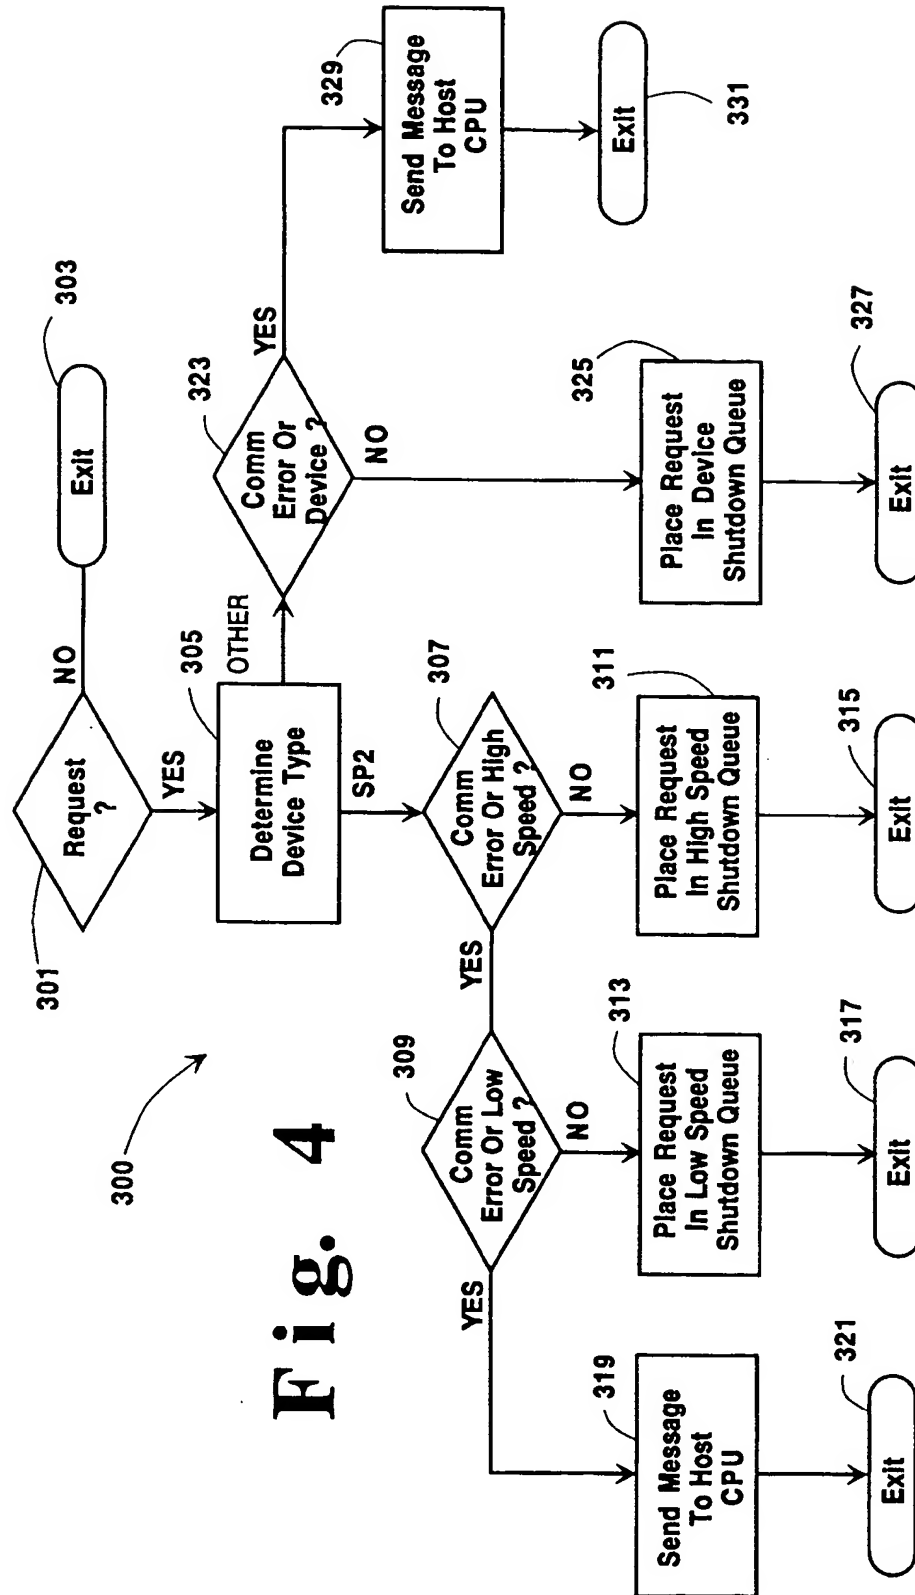 301
Request
?
NO
Exit
303
YES
305
Determine
Device Type
OTHER
323
Comm
Error Or
Device ?
YES
329
Send Message
To Host
CPU
Exit
331
NO
325
Place Request
In Device
Shutdown Queue
327
Exit
SP2
307
Comm
Error Or High
Speed ?
NO
311
Place Request
In High Speed
Shutdown Queue
315
Exit
YES
309
Comm
Error Or Low
Speed ?
NO
313
Place Request
In Low Speed
Shutdown Queue
317
Exit
YES
319
Send Message
To Host
CPU
321
Exit
300
Fig. 4